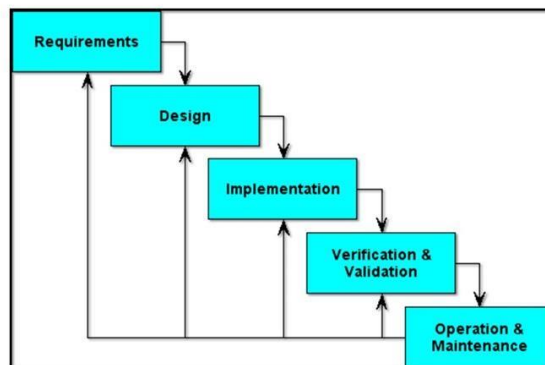 Requirements
Design
Implementation
Verification &
Validation
Operation &
Maintenance